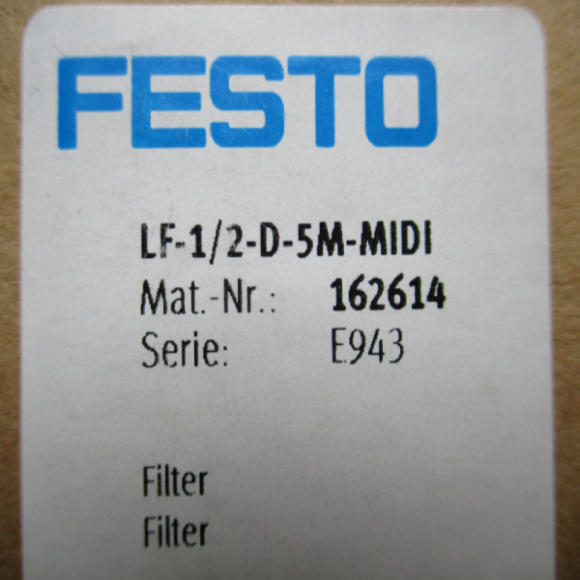 FESTO
LF-1/2-D-5M-MIDI
Mat.-Nr.: 162614
Serie: E943
Filter
Filter